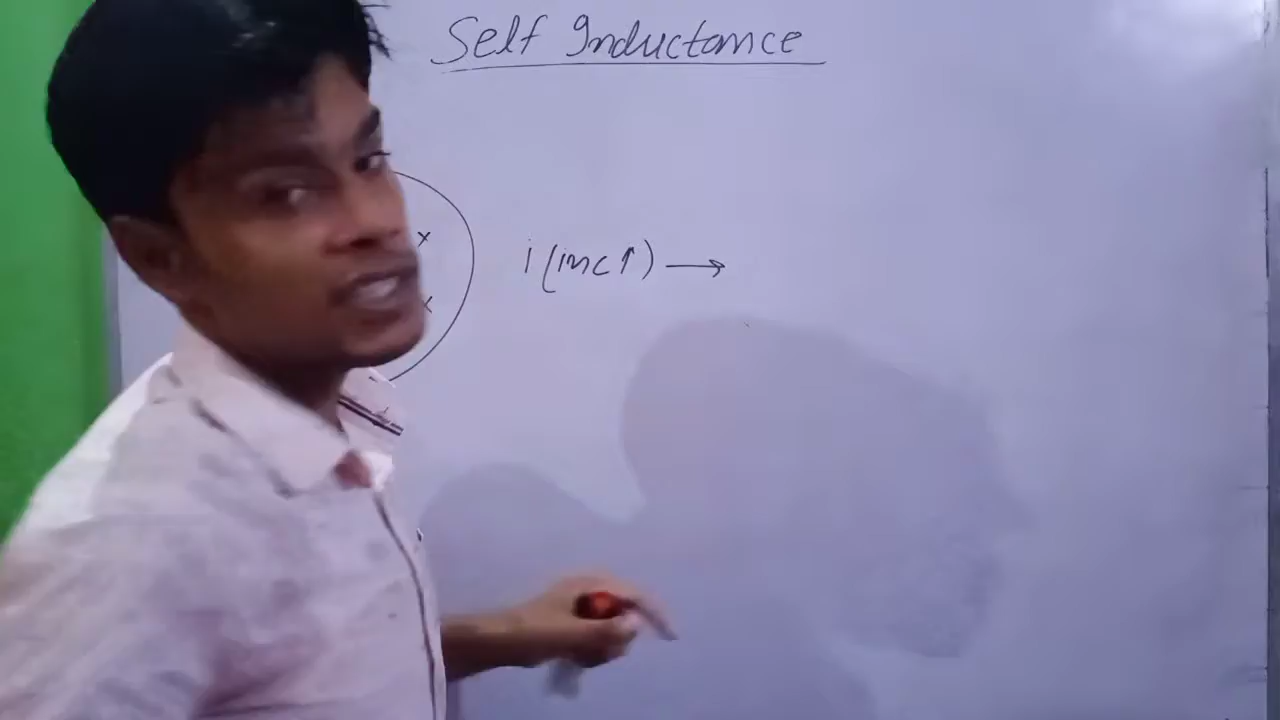 Self Inductance
x
i (inc ↑) →
x